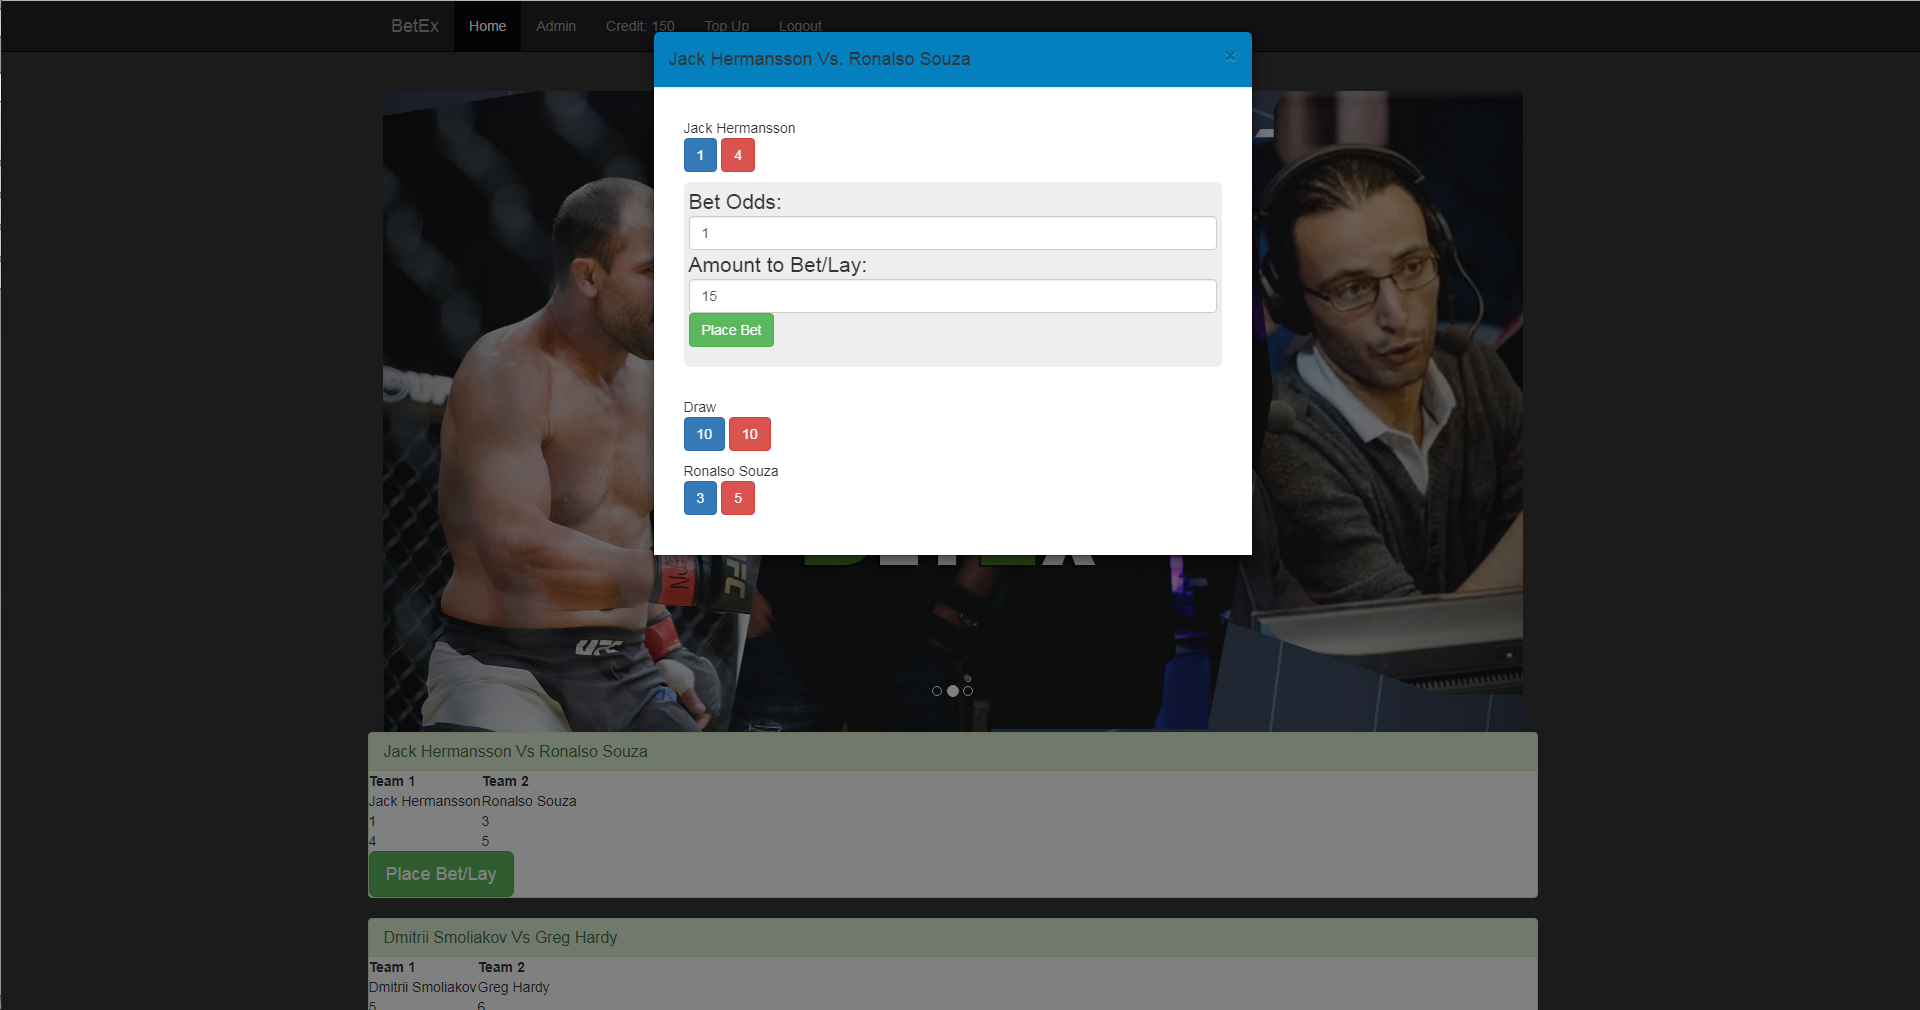 BetEx Home Admin Credit: 150 Top Up Logout
Jack Hermansson Vs. Ronalso Souza ×
Jack Hermansson
1 4
Bet Odds:
1
Amount to Bet/Lay:
15
Place Bet
Draw
10 10
Ronalso Souza
3 5
UFC
UFC
Jack Hermansson Vs Ronalso Souza
Team 1 Team 2
Jack Hermansson Ronalso Souza
1 3
4 5
Place Bet/Lay
Dmitrii Smoliakov Vs Greg Hardy
Team 1 Team 2
Dmitrii Smoliakov Greg Hardy
5 6